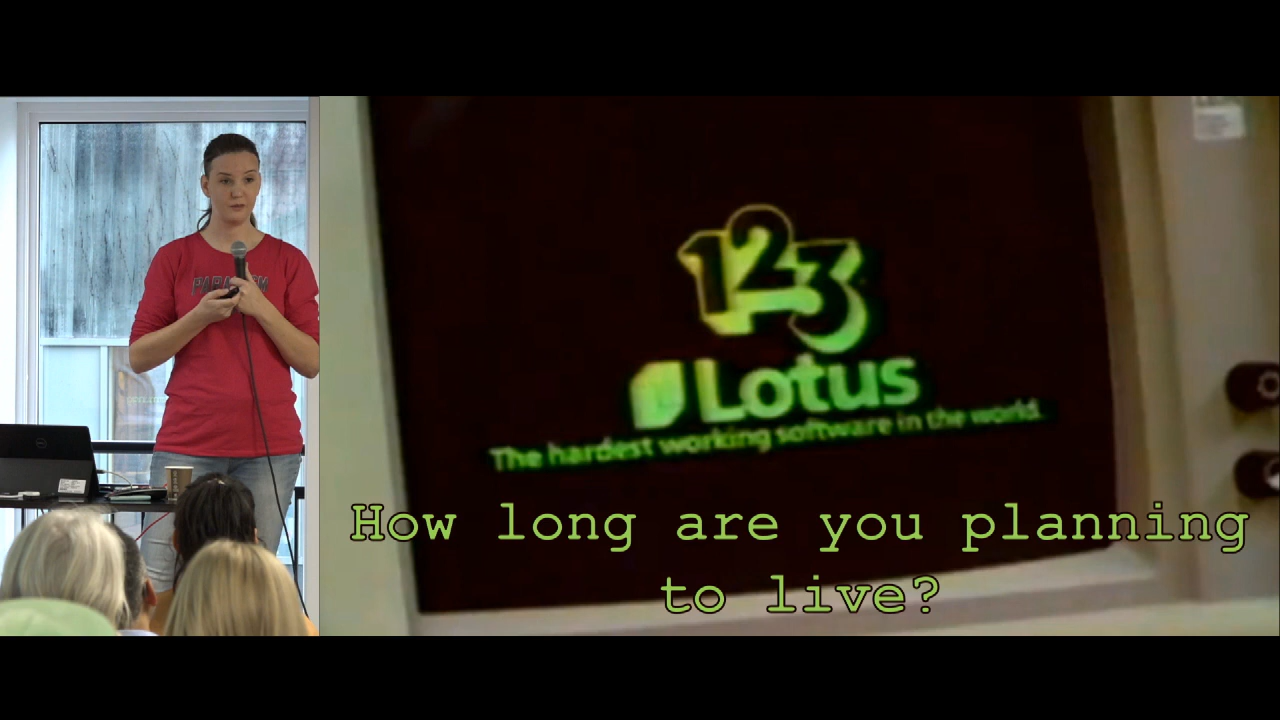 123
Lotus
The hardest working software in the world.
How long are you planning
to live?